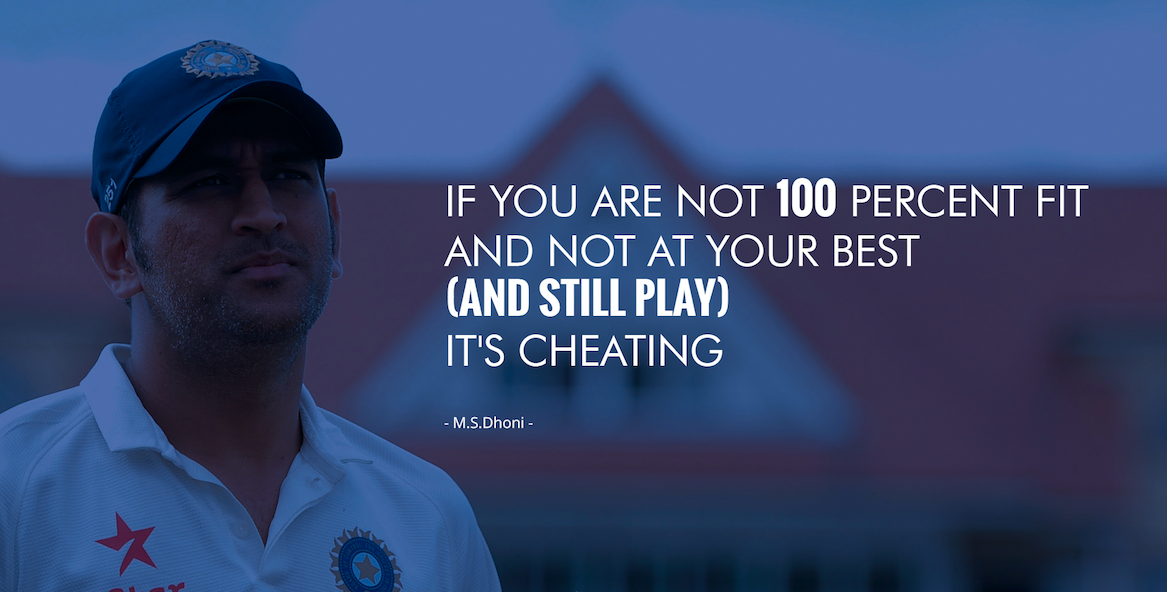 IF YOU ARE NOT 100 PERCENT FIT
AND NOT AT YOUR BEST
(AND STILL PLAY)
IT'S CHEATING
- M.S.Dhoni -